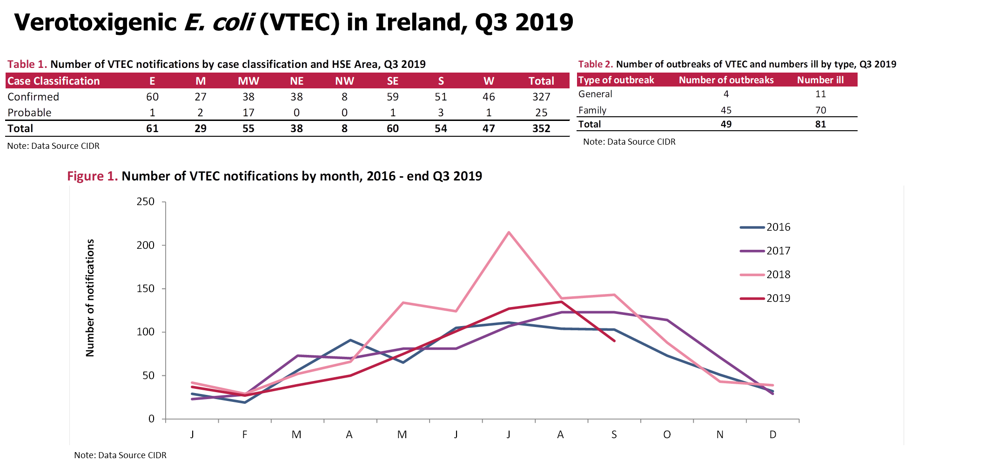 Verotoxigenic E. coli (VTEC) in Ireland, Q3 2019
Table 1. Number of VTEC notifications by case classification and HSE Area, Q3 2019
Case Classification E M MW NE NW SE S W Total
Confirmed 60 27 38 38 8 59 51 46 327
Probable 1 2 17 0 0 1 3 1 25
Total 61 29 55 38 8 60 54 47 352
Note: Data Source CIDR
Table 2. Number of outbreaks of VTEC and numbers ill by type, Q3 2019
Type of outbreak Number of outbreaks Number ill
General 4 11
Family 45 70
Total 49 81
Note: Data Source CIDR
Figure 1. Number of VTEC notifications by month, 2016 - end Q3 2019
Number of notifications
250
200
150
100
50
0
J F M A M J J A S O N D
2016
2017
2018
2019
Note: Data Source CIDR